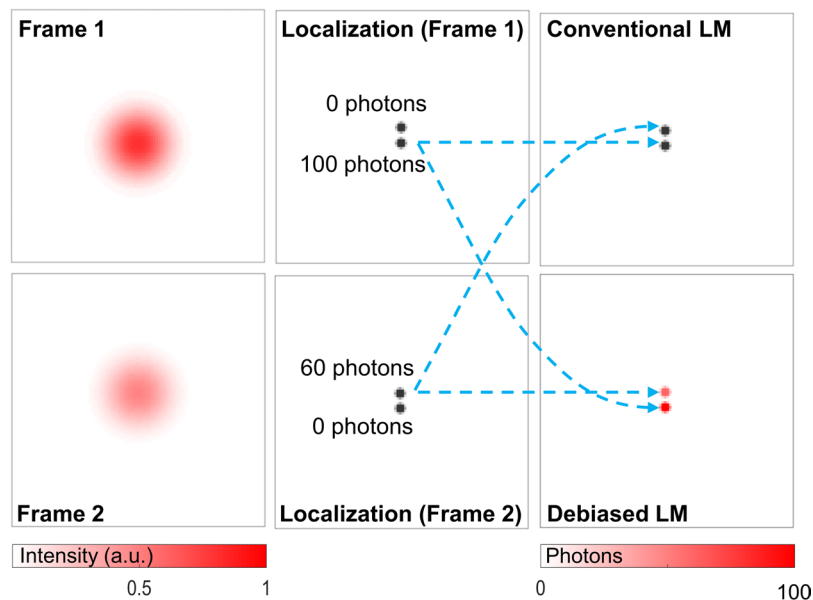 Frame 1
Localization (Frame 1)
Conventional LM
0 photons
100 photons
60 photons
0 photons
Frame 2
Localization (Frame 2)
Debiased LM
Intensity (a.u.)
Photons
0.5
1
0
100